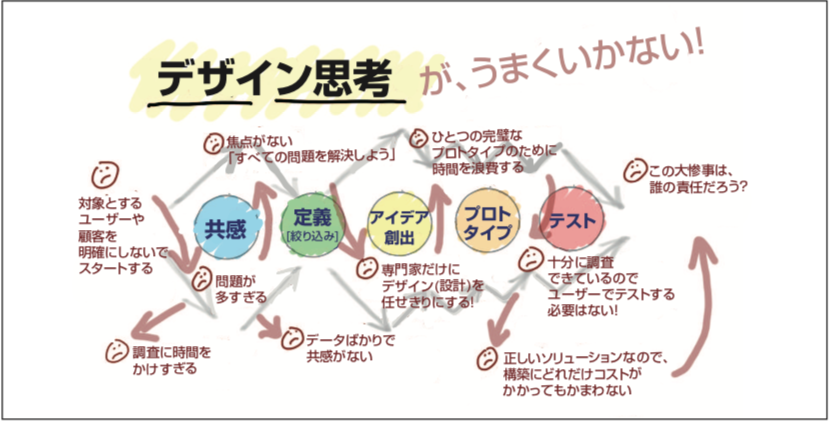 デザイン思考 が、うまくいかない！
焦点がない
「すべての問題を解決しよう」
ひとつの完璧な
プロトタイプのために
時間を浪費する
この大惨事は、
誰の責任だろう？
対象とする
ユーザーや
顧客を
明確にしないで
スタートする
共感
定義
[絞り込み]
アイデア
創出
プロト
タイプ
テスト
問題が
多すぎる
専門家だけに
デザイン(設計)を
任せきりにする！
十分に調査
できているので
ユーザーでテストする
必要はない！
調査に時間を
かけすぎる
データばかりで
共感がない
正しいソリューションなので、
構築にどれだけコストが
かかってもかまわない